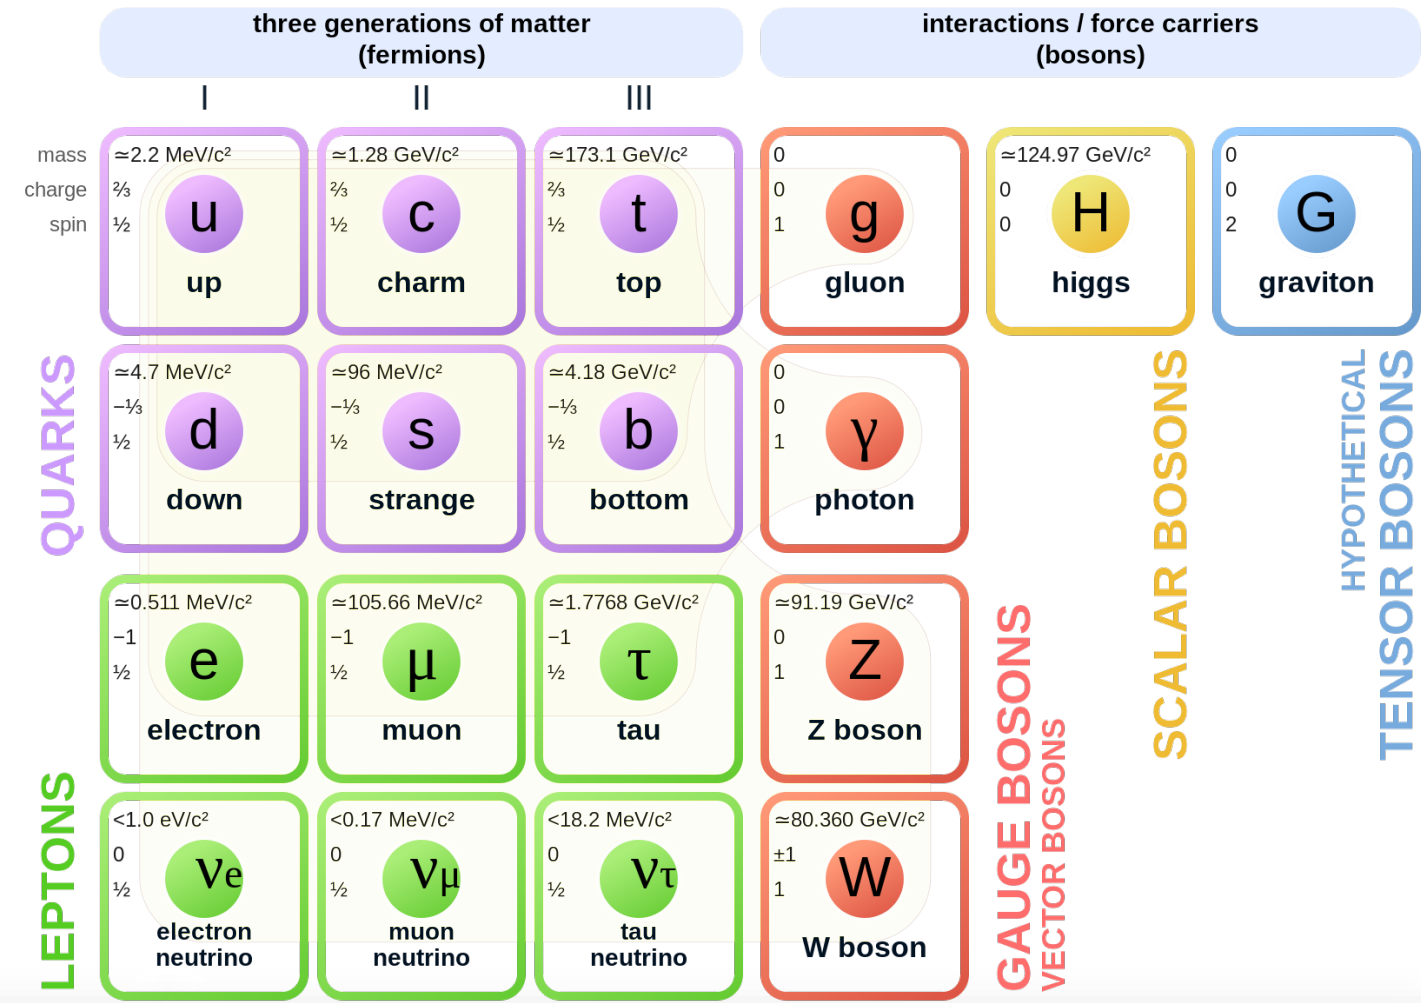 three generations of matter
(fermions)
interactions / force carriers
(bosons)
I
II
III
mass
charge
spin
≃2.2 MeV/c²
⅔
½
u
up
≃1.28 GeV/c²
⅔
½
c
charm
≃173.1 GeV/c²
⅔
½
t
top
0
0
1
g
gluon
≃124.97 GeV/c²
0
0
H
higgs
0
0
2
G
graviton
QUARKS
≃4.7 MeV/c²
−⅓
½
d
down
≃96 MeV/c²
−⅓
½
s
strange
≃4.18 GeV/c²
−⅓
½
b
bottom
0
0
1
γ
photon
SCALAR BOSONS
HYPOTHETICAL
TENSOR BOSONS
LEPTONS
≃0.511 MeV/c²
−1
½
e
electron
≃105.66 MeV/c²
−1
½
μ
muon
≃1.7768 GeV/c²
−1
½
τ
tau
≃91.19 GeV/c²
0
1
Z
Z boson
GAUGE BOSONS
VECTOR BOSONS
<1.0 eV/c²
0
½
νe
electron
neutrino
<0.17 MeV/c²
0
½
νμ
muon
neutrino
<18.2 MeV/c²
0
½
ντ
tau
neutrino
≃80.360 GeV/c²
±1
1
W
W boson